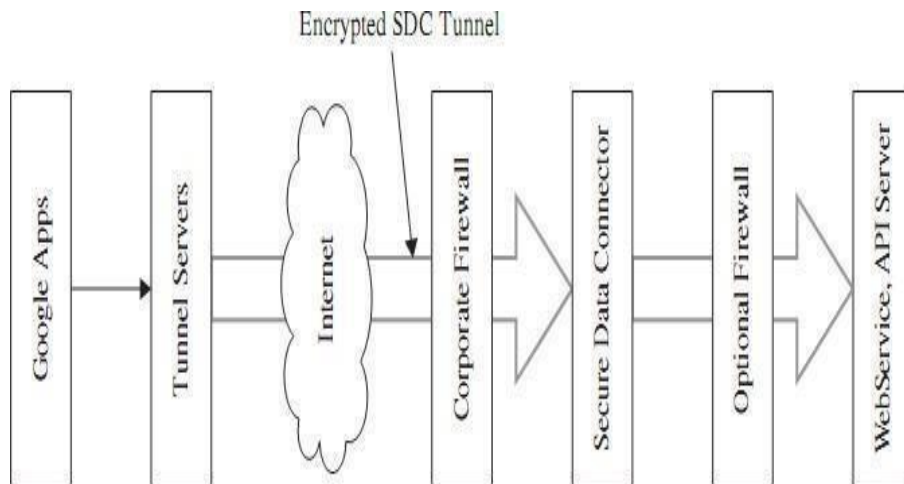 Encrypted SDC Tunnel
Google Apps
Tunnel Servers
Internet
Corporate Firewall
Secure Data Connector
Optional Firewall
WebService, API Server